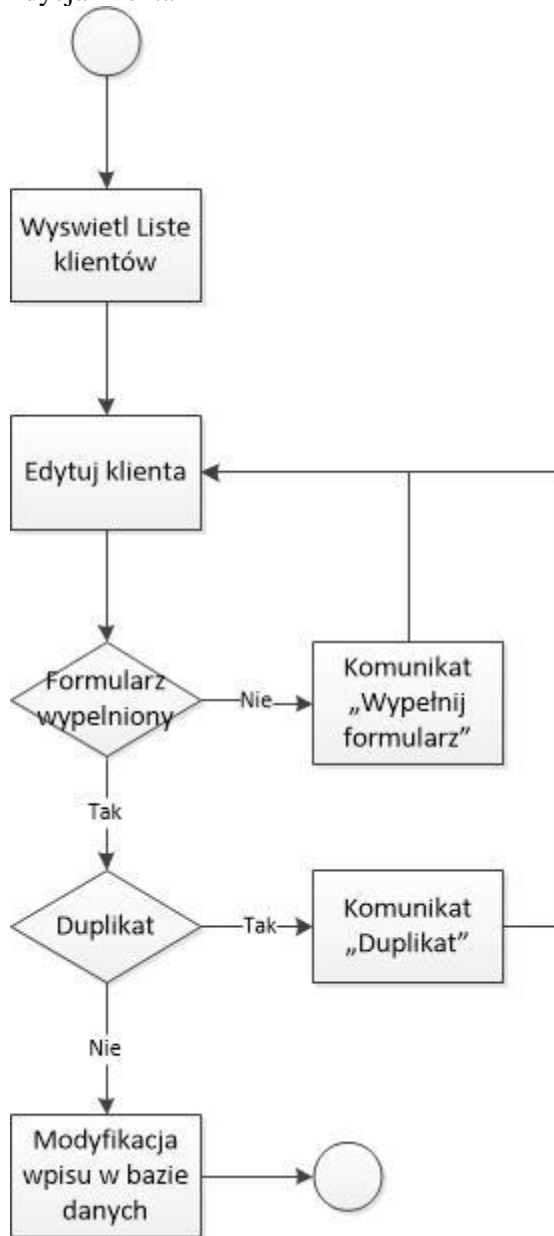 Wyswietl Liste
klientów
Edytuj klienta
Formularz
wypelniony
Nie
Komunikat
„Wypełnij
formularz”
Tak
Duplikat
Tak
Komunikat
„Duplikat”
Nie
Modyfikacja
wpisu w bazie
danych